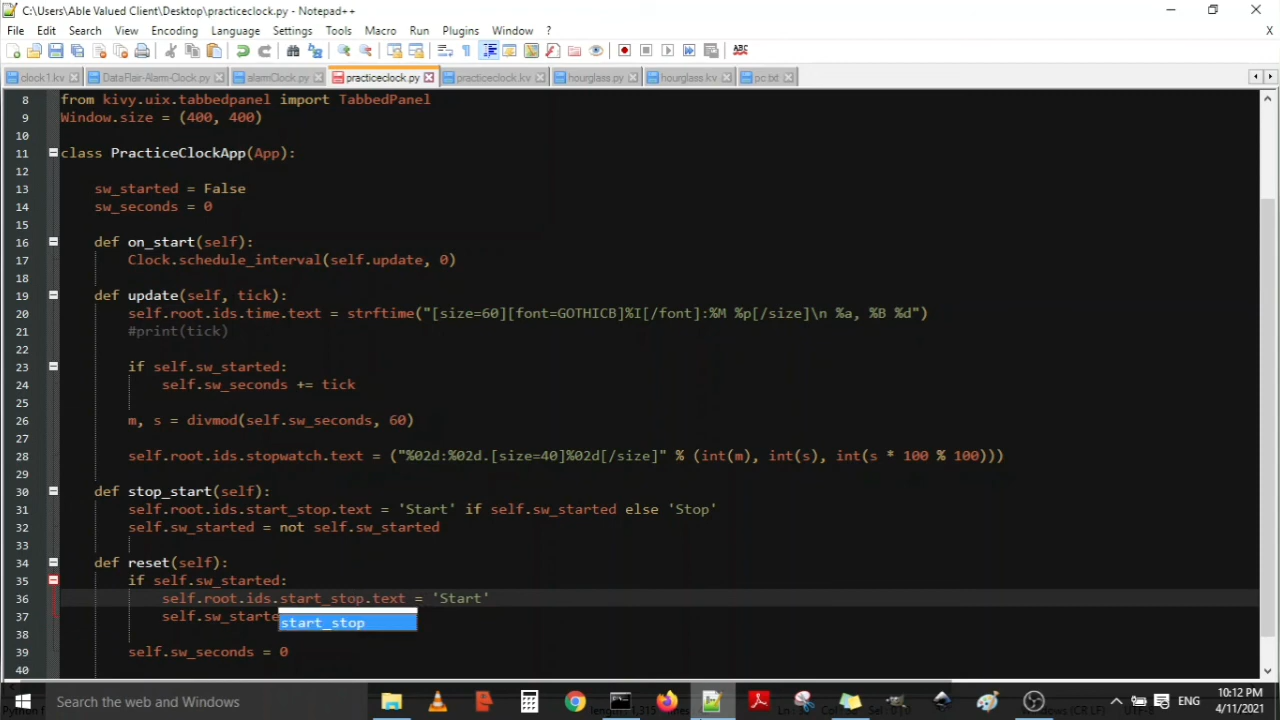 C:\Users\Able Valued Client\Desktop\practiceclock.py - Notepad++
File Edit Search View Encoding Language Settings Tools Macro Run Plugins Window ? X
clock1.kv DataFlair-Alarm-Clock.py alarmClock.py practiceclock.py practiceclock.kv hourglass.py hourglass.kv pc.txt
8 from kivy.uix.tabbedpanel import TabbedPanel
9 Window.size = (400, 400)
10
11 class PracticeClockApp(App):
12
13 sw_started = False
14 sw_seconds = 0
15
16 def on_start(self):
17 Clock.schedule_interval(self.update, 0)
18
19 def update(self, tick):
20 self.root.ids.time.text = strftime("[size=60][font=GOTHICB]%I[/font]:%M %p[/size]\n %a, %B %d")
21 #print(tick)
22
23 if self.sw_started:
24 self.sw_seconds += tick
25
26 m, s = divmod(self.sw_seconds, 60)
27
28 self.root.ids.stopwatch.text = ("%02d:%02d.[size=40]%02d[/size]" % (int(m), int(s), int(s * 100 % 100)))
29
30 def stop_start(self):
31 self.root.ids.start_stop.text = 'Start' if self.sw_started else 'Stop'
32 self.sw_started = not self.sw_started
33
34 def reset(self):
35 if self.sw_started:
36 self.root.ids.start_stop.text = 'Start'
37 self.sw_starte
start_stop
38
39 self.sw_seconds = 0
40
Search the web and Windows
ENG
10:12 PM
4/11/2021